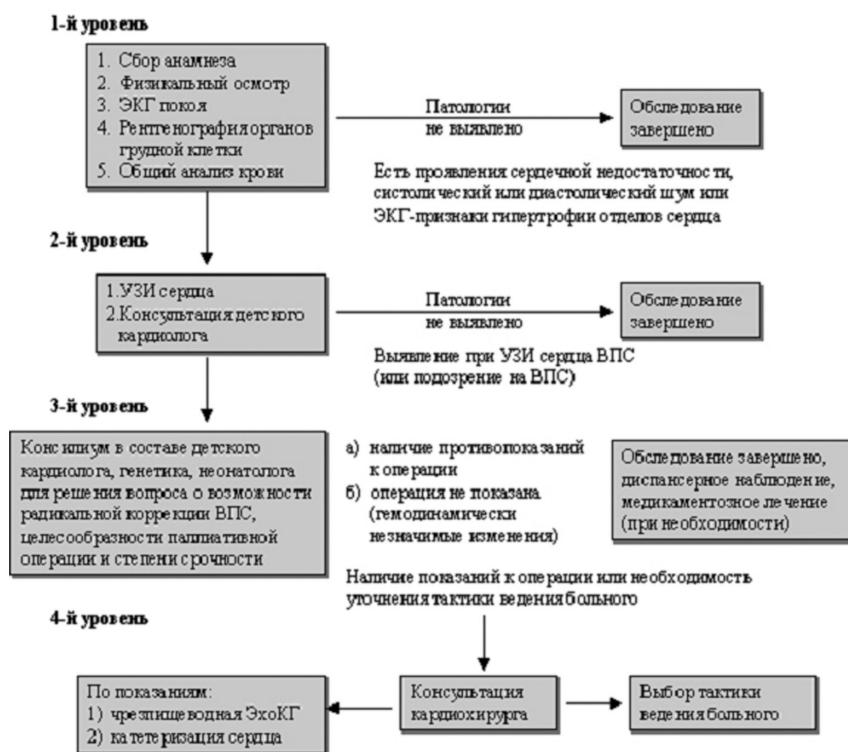 1-й уровень
1. Сбор анамнеза
2. Физикальный осмотр
3. ЭКГ покоя
4. Рентгенография органов
грудной клетки
5. Общий анализ крови
Патологии
не выявлено
Обследование
завершено
Есть проявления сердечной недостаточности,
систолический или диастолический шум или
ЭКГ-признаки гипертрофии отделов сердца
2-й уровень
1.УЗИ сердца
2.Консультация детского
кардиолога
Патологии
не выявлено
Обследование
завершено
Выявление при УЗИ сердца ВПС
(или подозрение на ВПС)
3-й уровень
Консилиум в составе детского
кардиолога, генетика, неонатолога
для решения вопроса о возможности
радикальной коррекции ВПС,
целесообразности паллиативной
операции и степени срочности
а) наличие противопоказаний
к операции
б) операция не показана
(гемодинамически
незначимые изменения)
Обследование завершено,
диспансерное наблюдение,
медикаментозное лечение
(при необходимости)
Наличие показаний к операции или необходимость
уточнения тактики ведения больного
4-й уровень
По показаниям:
1) чрезпищеводная ЭхоКГ
2) катетеризация сердца
Консультация
кардиохирурга
Выбор тактики
ведения больного